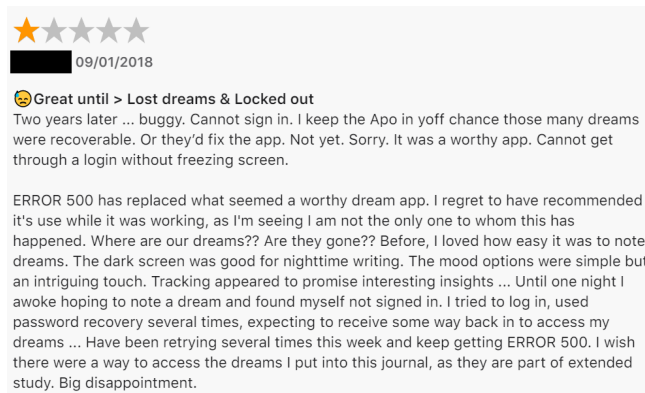 09/01/2018
😓Great until > Lost dreams & Locked out
Two years later ... buggy. Cannot sign in. I keep the Apo in yoff chance those many dreams
were recoverable. Or they’d fix the app. Not yet. Sorry. It was a worthy app. Cannot get
through a login without freezing screen.
ERROR 500 has replaced what seemed a worthy dream app. I regret to have recommended
it's use while it was working, as I'm seeing I am not the only one to whom this has
happened. Where are our dreams?? Are they gone?? Before, I loved how easy it was to note
dreams. The dark screen was good for nighttime writing. The mood options were simple but
an intriguing touch. Tracking appeared to promise interesting insights ... Until one night I
awoke hoping to note a dream and found myself not signed in. I tried to log in, used
password recovery several times, expecting to receive some way back in to access my
dreams ... Have been retrying several times this week and keep getting ERROR 500. I wish
there were a way to access the dreams I put into this journal, as they are part of extended
study. Big disappointment.